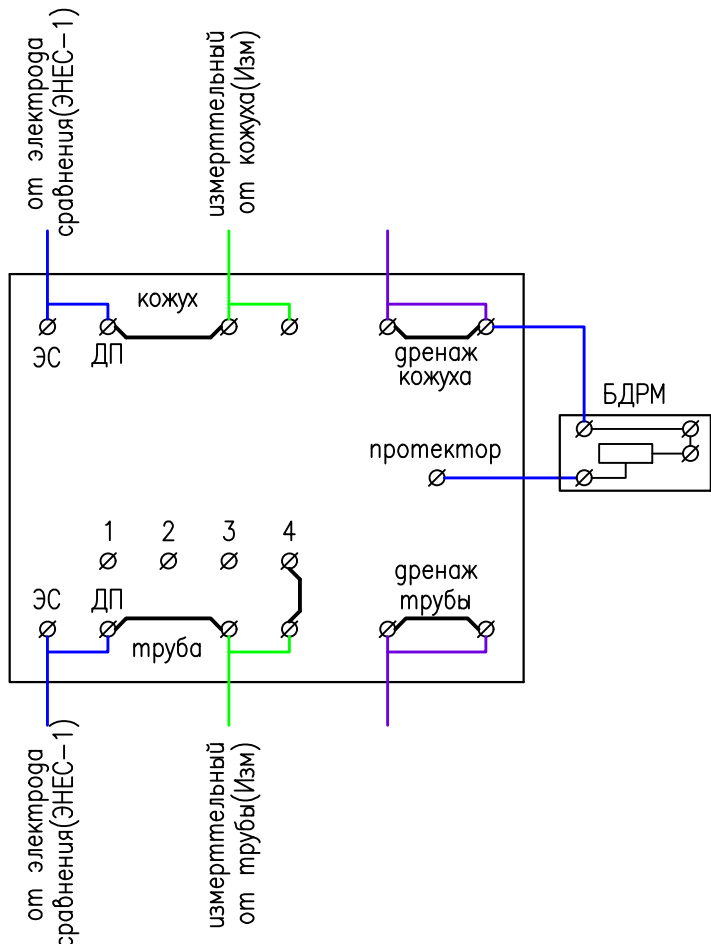 от электрода
сравнения(ЭНЕС-1)
измерттельный
от кожуха(Изм)
кожух
ЭС
ДП
дренаж
кожуха
БДРМ
протектор
1 2 3 4
ЭС
ДП
труба
дренаж
трубы
от электрода
сравнения(ЭНЕС-1)
измерттельный
от трубы(Изм)